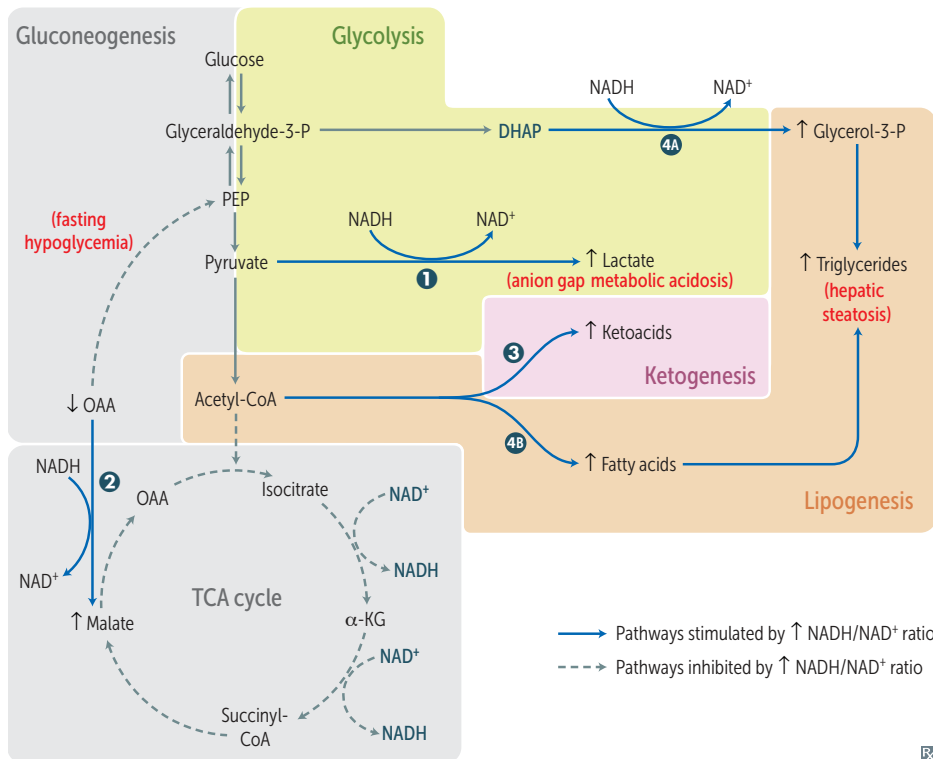 Gluconeogenesis
Glycolysis
Glucose
NADH
NAD⁺
Glyceraldehyde-3-P
DHAP
↑ Glycerol-3-P
4A
PEP
(fasting
hypoglycemia)
NADH
NAD⁺
Pyruvate
↑ Lactate
1
(anion gap metabolic acidosis)
↑ Triglycerides
(hepatic
steatosis)
↑ Ketoacids
3
Ketogenesis
↓ OAA
Acetyl-CoA
4B
NADH
2
↑ Fatty acids
OAA
Isocitrate
NAD⁺
Lipogenesis
NAD⁺
NADH
TCA cycle
↑ Malate
α-KG
NAD⁺
Succinyl-
CoA
NADH
Pathways stimulated by ↑ NADH/NAD⁺ ratio
Pathways inhibited by ↑ NADH/NAD⁺ ratio